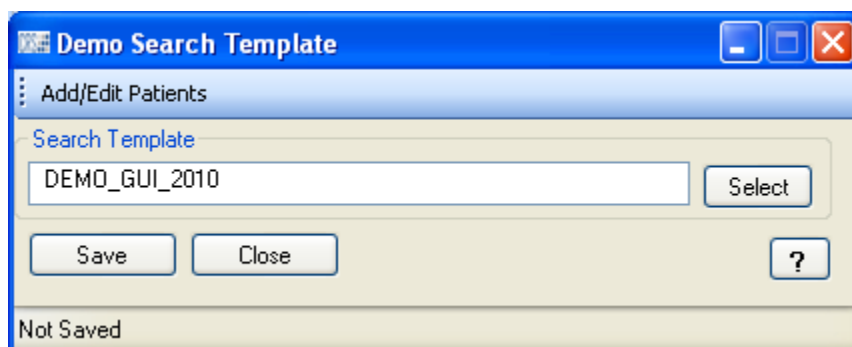 Demo Search Template
Add/Edit Patients
Search Template
DEMO_GUI_2010
Select
Save
Close
?
Not Saved